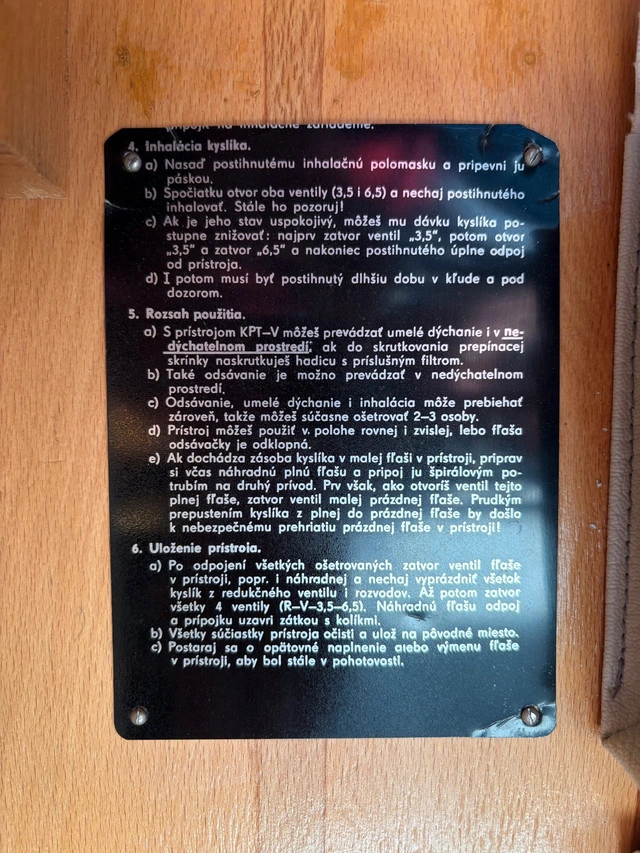 prípojk na inhalačné zariadenie.
4. Inhalácia kyslíka.
a) Nasaď postihnutému inhalačnú polomasku a pripevni ju
páskou.
b) Spočiatku otvor oba ventily (3,5 i 6,5) a nechaj postihnutého
inhalovať. Stále ho pozoruj!
c) Ak je jeho stav uspokojivý, môžeš mu dávku kyslíka po-
stupne znižovať: najprv zatvor ventil „3,5", potom otvor
„3,5" a zatvor „6,5" a nakoniec postihnutého úplne odpoj
od prístroja.
d) I potom musí byť postihnutý dlhšiu dobu v kľude a pod
dozorom.
5. Rozsah použitia.
a) S prístrojom KPT—V môžeš prevádzať umelé dýchanie i v ne-
dýchatelnom prostredí, ak do skrutkovania prepínacej
skrínky naskrutkuješ hadicu s príslušným filtrom.
b) Také odsávanie je možno prevádzať v nedýchatelnom
prostredí.
c) Odsávanie, umelé dýchanie i inhalácia môže prebiehať
zároveň, takže môžeš súčasne ošetrovať 2—3 osoby.
d) Prístroj môžeš použiť v polohe rovnej i zvislej, lebo fľaša
odsávačky je odklopná.
e) Ak dochádza zásoba kyslíka v malej fľaši v prístroji, priprav
si včas náhradnú plnú fľašu a pripoj ju špirálovým po-
trubím na druhý prívod. Prv však, ako otvoríš ventil tejto
plnej fľaše, zatvor ventil malej prázdnej fľaše. Prudkým
prepustením kyslíka z plnej do prázdnej fľaše by došlo
k nebezpečnému prehriatiu prázdnej fľaše v prístroji!
6. Uloženie prístroja.
a) Po odpojení všetkých ošetrovaných zatvor ventil fľaše
v prístroji, popr. i náhradnej a nechaj vyprázdniť všetok
kyslík z redukčného ventilu i rozvodov. Až potom zatvor
všetky 4 ventily (R—V—3,5—6,5). Náhradnú fľašu odpoj
a prípojku uzavri zátkou s kolíkmi.
b) Všetky súčiastky prístroja očisti a ulož na pôvodné miesto.
c) Postaraj sa o opätovné naplnenie alebo výmenu fľaše
v prístroji, aby bol stále v pohotovosti.